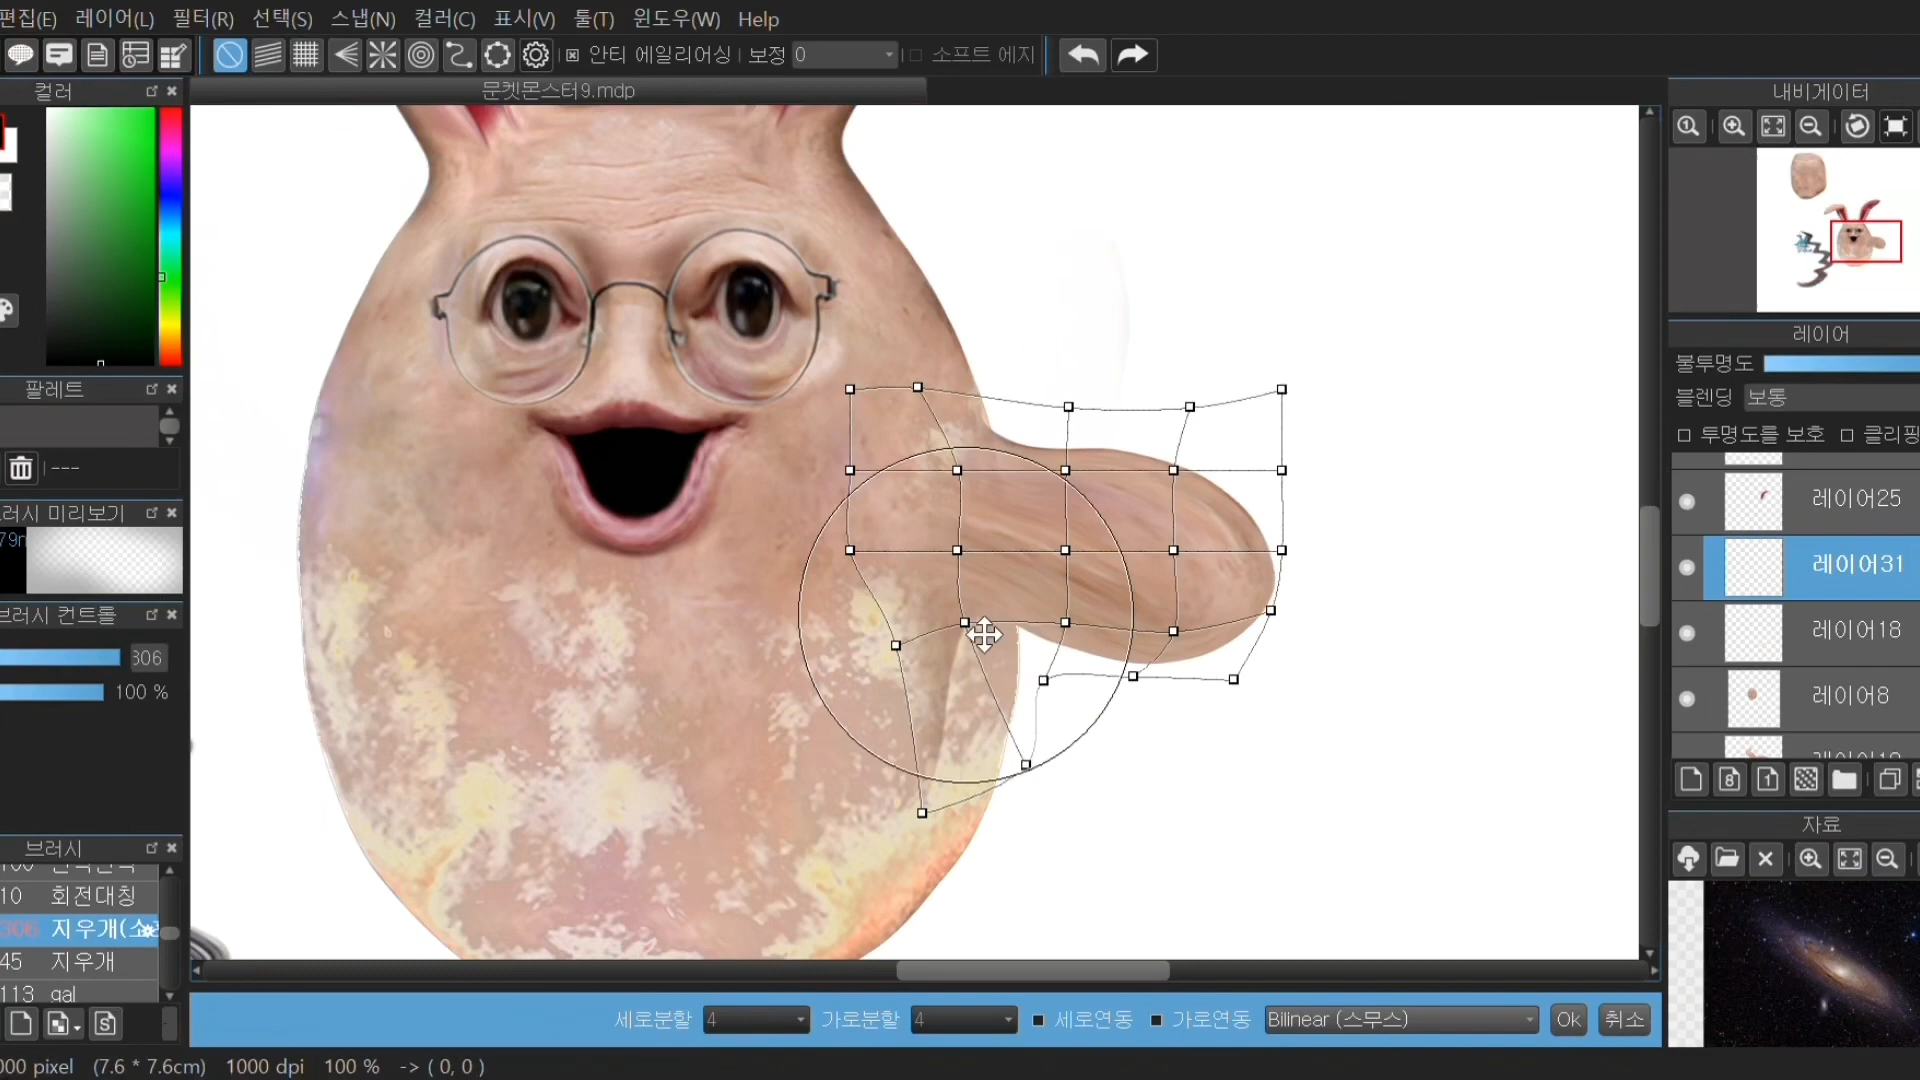 편집(E) 레이어(L) 필터(R) 선택(S) 스냅(N) 컬러(C) 표시(V) 툴(T) 윈도우(W) Help
안티 에일리어싱 보정 0 소프트 에지
컬러
문켓몬스터9.mdp
내비게이터
레이어
불투명도
블렌딩 보통
투명도를 보호 클리핑
팔레트
---
레이어25
러시 미리보기
레이어31
브러시 컨트롤
레이어18
306
100 %
레이어8
자료
브러시
10 회전대칭
306 지우개(소
45 지우개
113 gal
세로분할 4 가로분할 4 세로연동 가로연동 Bilinear (스무스) Ok 취소
000 pixel (7.6 * 7.6cm) 1000 dpi 100 % -> ( 0, 0 )